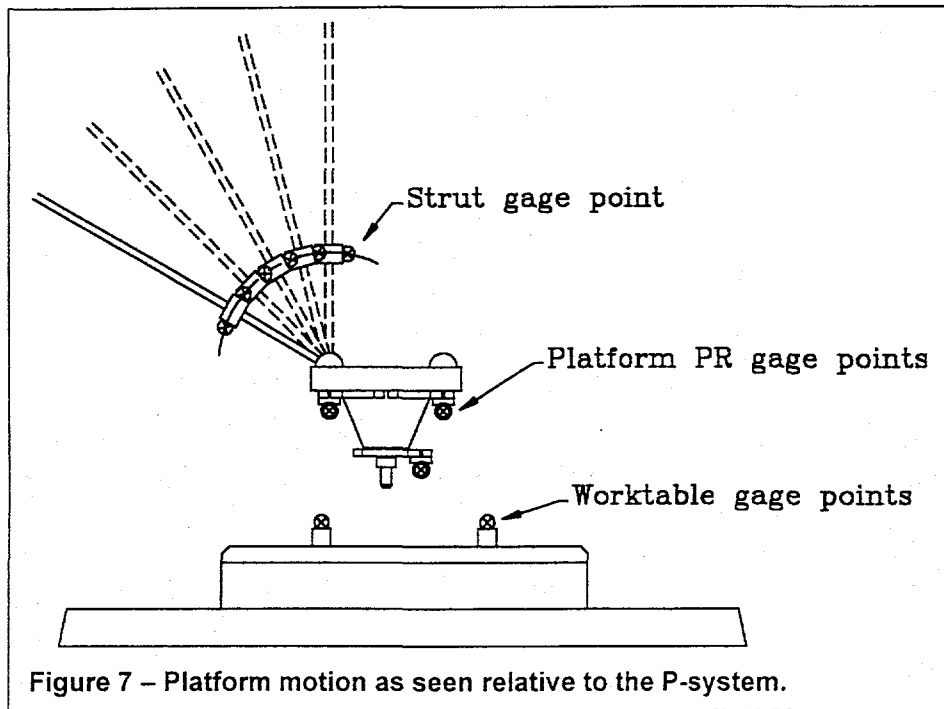 Strut gage point
Platform PR gage points
Worktable gage points
Figure 7 – Platform motion as seen relative to the P-system.